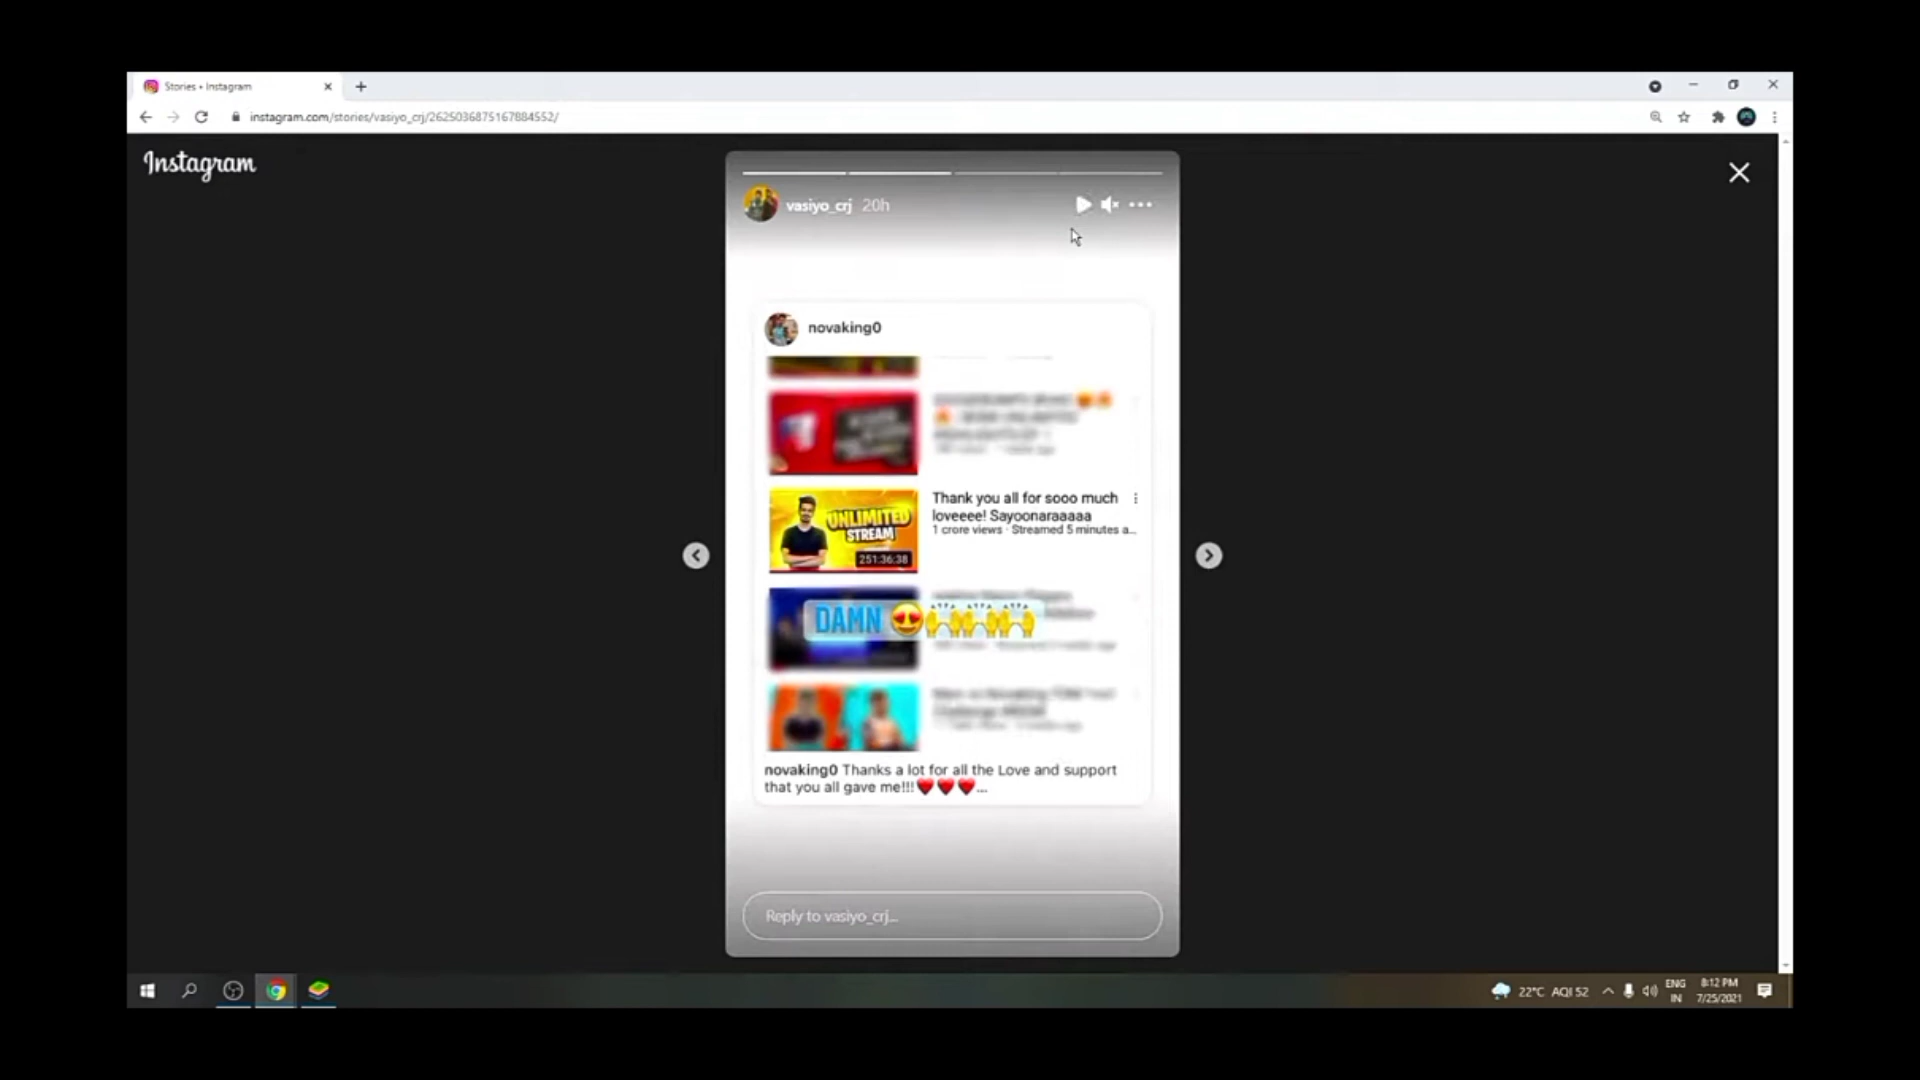 Stories • Instagram
instagram.com/stories/vasiyo_crj/2625036875167884552/
Instagram
vasiyo_crj 20h
novaking0
UNLIMITED
STREAM
251:36:38
Thank you all for sooo much
loveeee! Sayoonaraaaaa
1 crore views · Streamed 5 minutes a...
DAMN 😍🙌🙌🙌
novaking0 Thanks a lot for all the Love and support
that you all gave me!!!❤️❤️❤️...
Reply to vasiyo_crj...
22°C AQI 52
ENG
IN
8:12 PM
7/25/2021